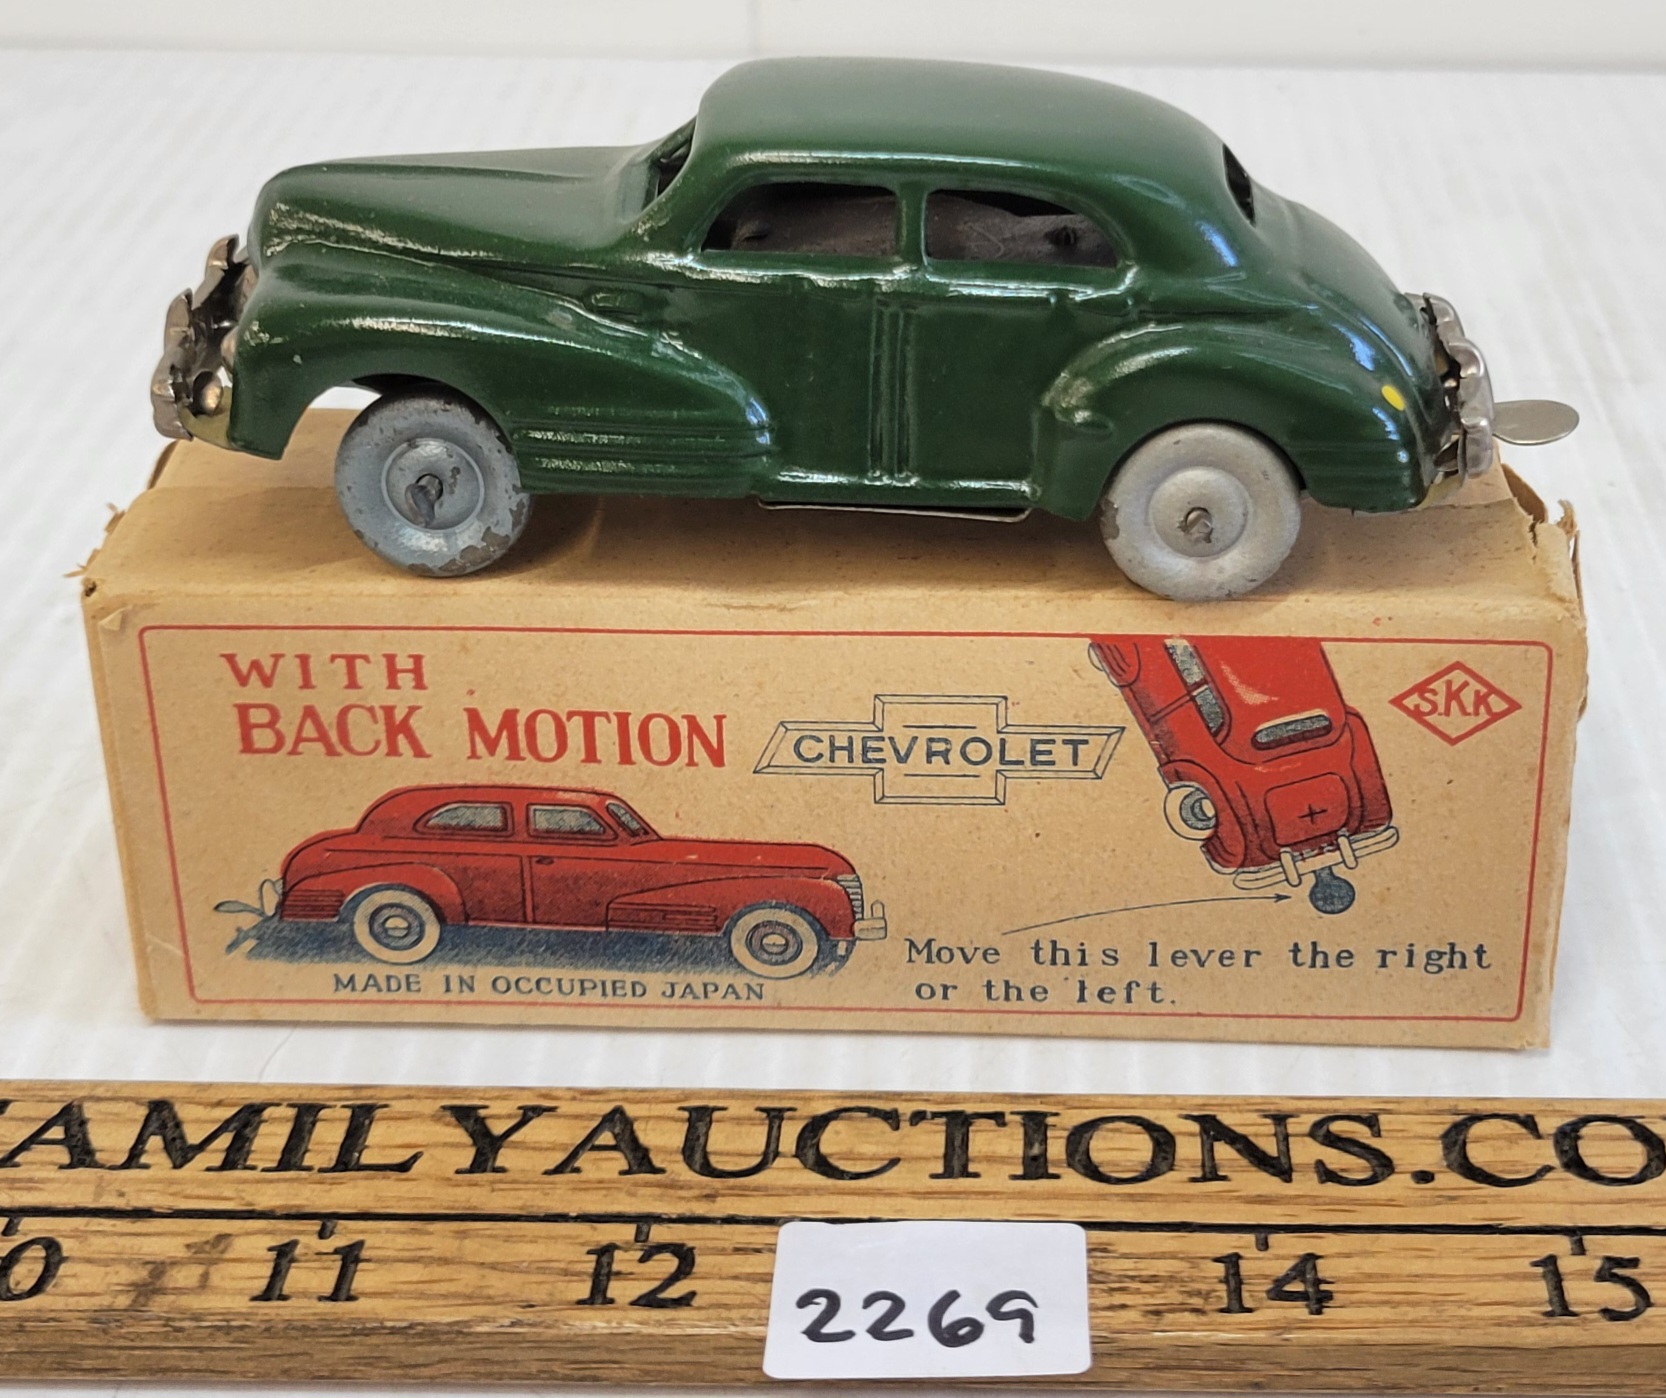 WITH
BACK MOTION
CHEVROLET
S.K.K
MADE IN OCCUPIED JAPAN
Move this lever the right
or the left.
AMILYAUCTIONS.CO
0 11 12 14 15
2269